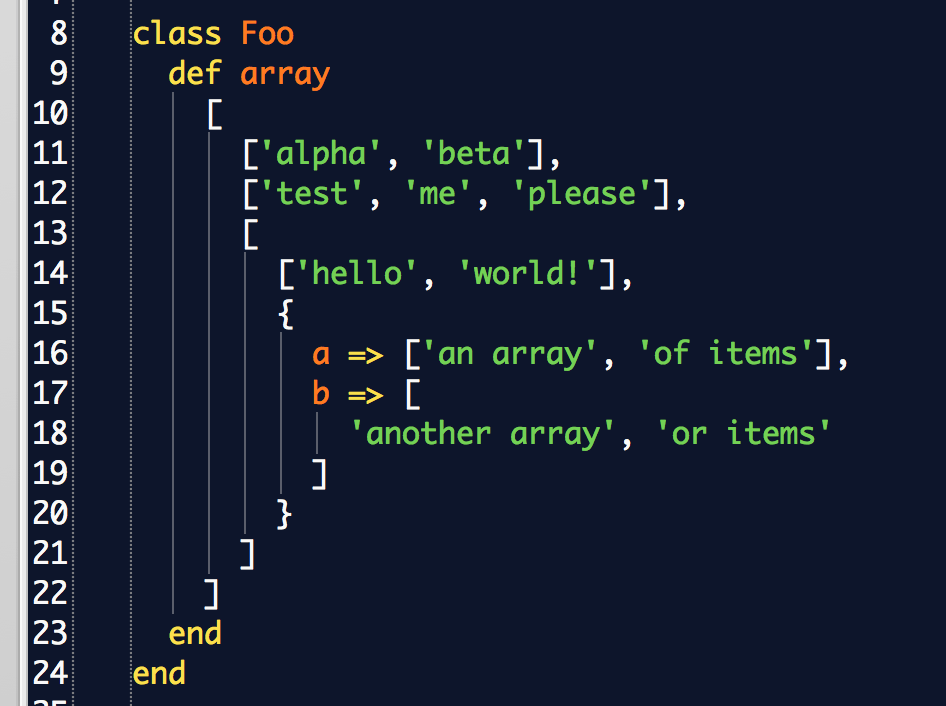 8 class Foo
9 def array
10 [
11 ['alpha', 'beta'],
12 ['test', 'me', 'please'],
13 [
14 ['hello', 'world!'],
15 {
16 a => ['an array', 'of items'],
17 b => [
18 'another array', 'or items'
19 ]
20 }
21 ]
22 ]
23 end
24 end